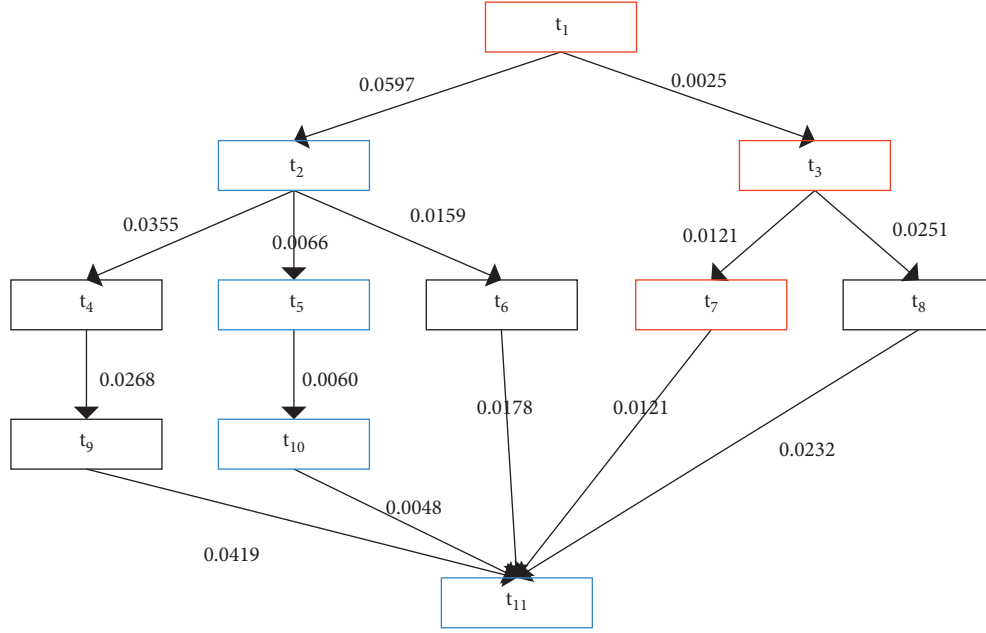 t₁
0.0597
0.0025
t₂
t₃
0.0355
0.0066
0.0159
0.0121
0.0251
t₄
t₅
t₆
t₇
t₈
0.0268
0.0060
0.0178
0.0121
0.0232
t₉
t₁₀
0.0048
0.0419
t₁₁